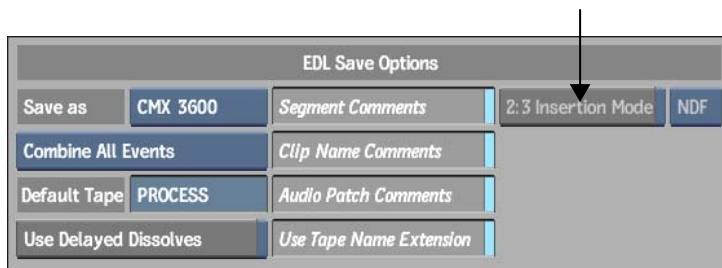 EDL Save Options
Save as CMX 3600 Segment Comments 2:3 Insertion Mode NDF
Combine All Events Clip Name Comments
Default Tape PROCESS Audio Patch Comments
Use Delayed Dissolves Use Tape Name Extension